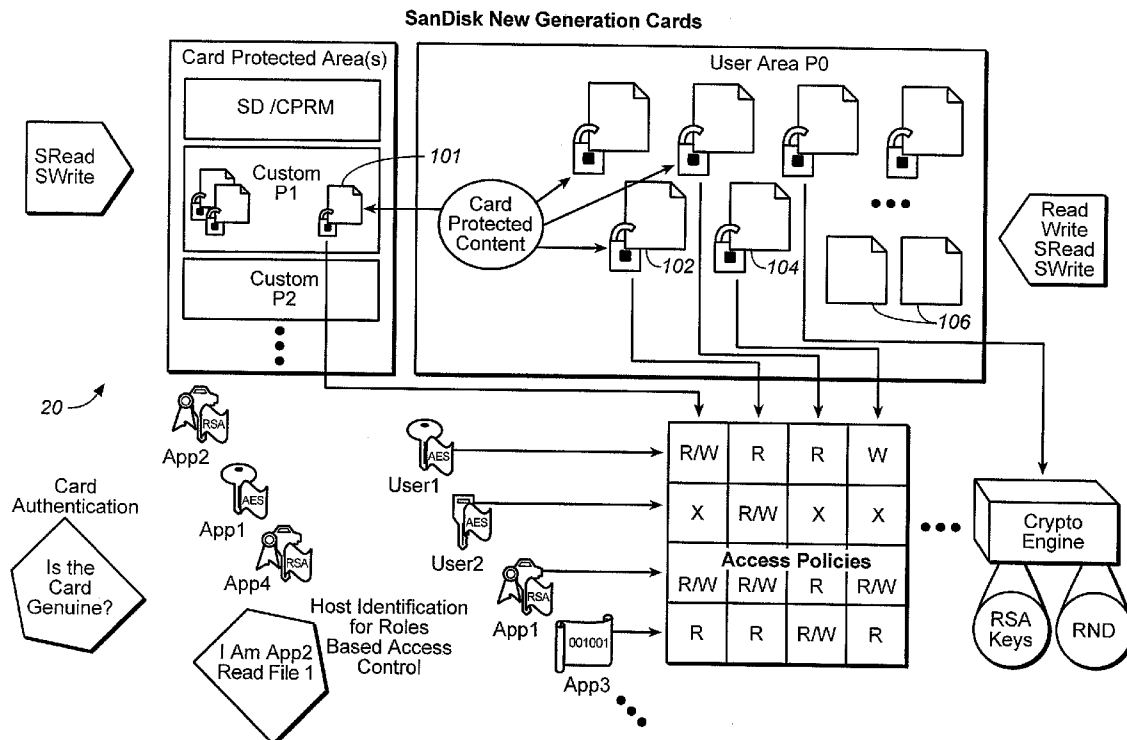 SanDisk New Generation Cards
Card Protected Area(s)
SD /CPRM
Custom
P1
101
Custom
P2
User Area P0
Card
Protected
Content
102
104
106
SRead
SWrite
Read
Write
SRead
SWrite
20
RSA
App2
AES
App1
RSA
App4
Card
Authentication
Is the
Card
Genuine?
I Am App2
Read File 1
Host Identification
for Roles
Based Access
Control
AES
User1
AES
User2
RSA
App1
001001
App3
R/W R R W
X R/W X X
Access Policies
R/W R/W R R/W
R R R/W R
Crypto
Engine
RSA
Keys
RND